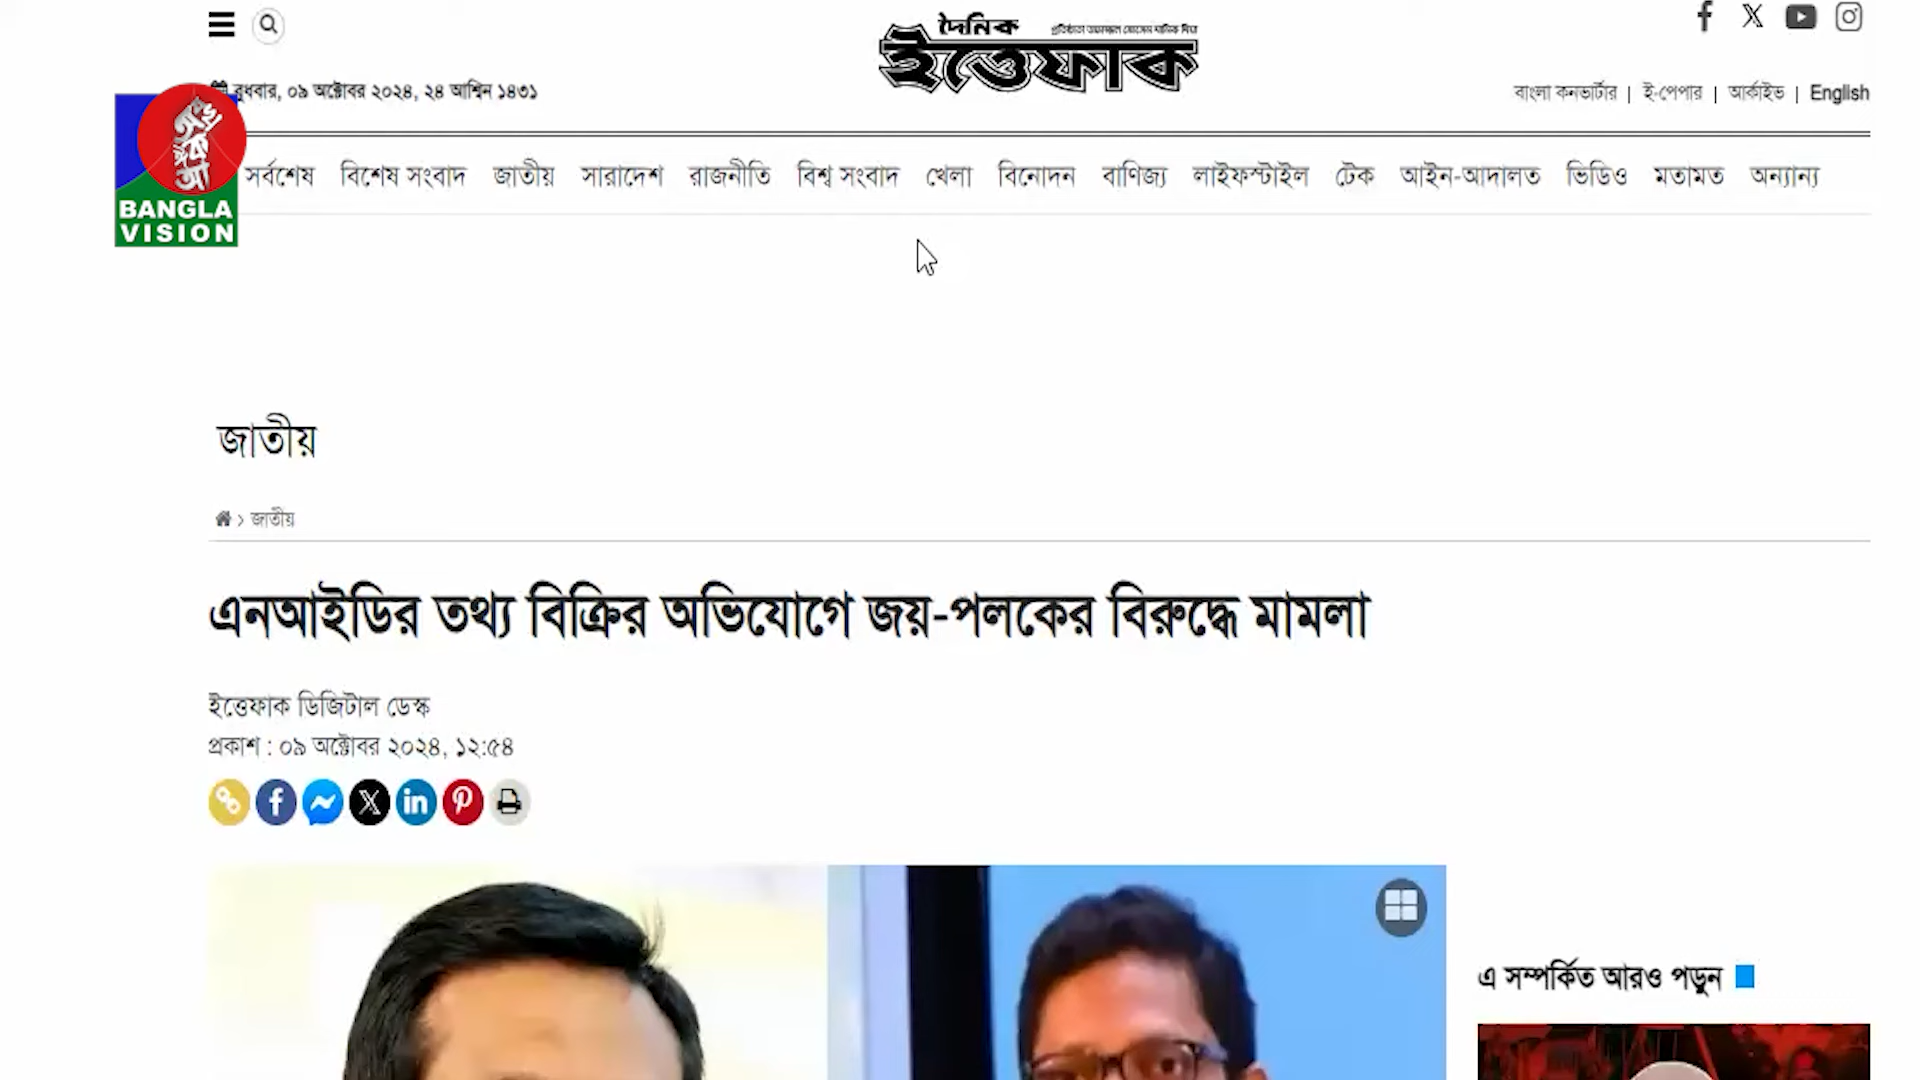 দৈনিক
ইত্তেফাক
বুধবার, ০৯ অক্টোবর ২০২৪, ২৪ আশ্বিন ১৪৩১
বাংলা কনভার্টার | ই-পেপার | আর্কাইভ | English
সর্বশেষ বিশেষ সংবাদ জাতীয় সারাদেশ রাজনীতি বিশ্ব সংবাদ খেলা বিনোদন বাণিজ্য লাইফস্টাইল টেক আইন-আদালত ভিডিও মতামত অন্যান্য
BANGLA
VISION
জাতীয়
› জাতীয়
এনআইডির তথ্য বিক্রির অভিযোগে জয়-পলকের বিরুদ্ধে মামলা
ইত্তেফাক ডিজিটাল ডেস্ক
প্রকাশ : ০৯ অক্টোবর ২০২৪, ১২:৫৪
এ সম্পর্কিত আরও পড়ুন